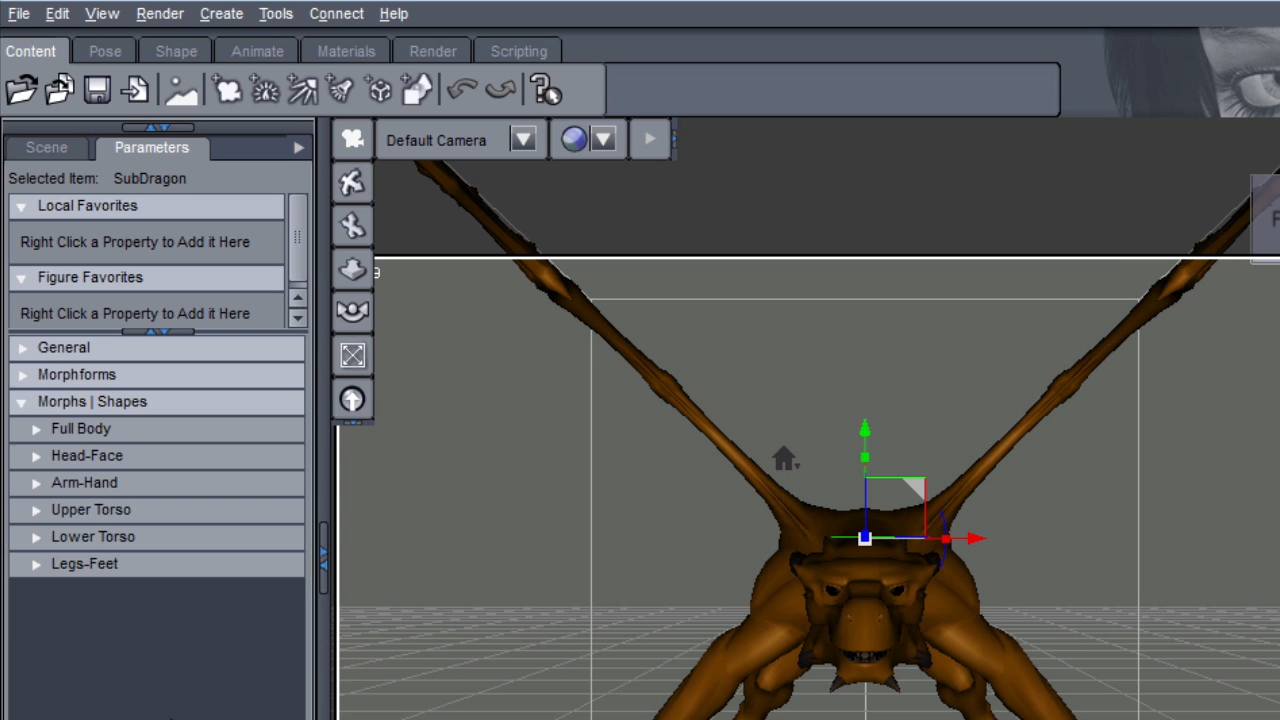 File Edit View Render Create Tools Connect Help
Content Pose Shape Animate Materials Render Scripting
Scene Parameters
Default Camera
Selected Item: SubDragon
Local Favorites
Right Click a Property to Add it Here
Figure Favorites
Right Click a Property to Add it Here
General
Morphforms
Morphs | Shapes
Full Body
Head-Face
Arm-Hand
Upper Torso
Lower Torso
Legs-Feet